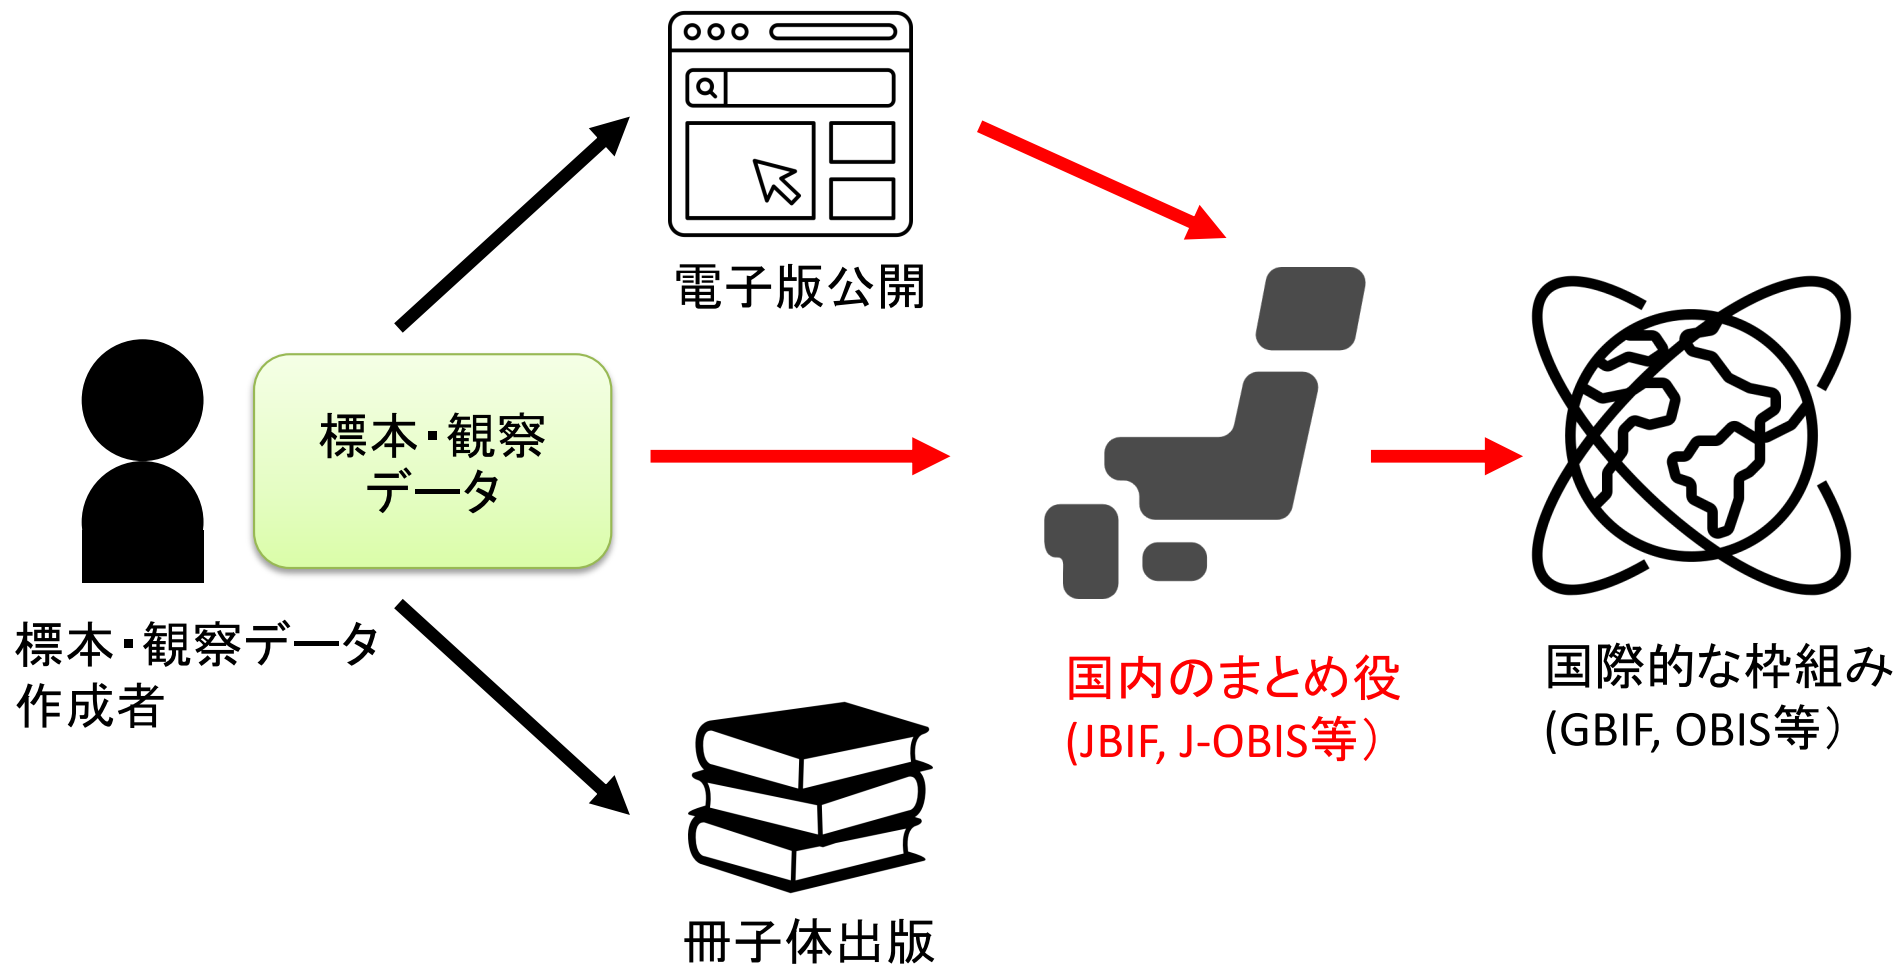 電子版公開
標本・観察
データ
標本・観察データ
作成者
国内のまとめ役
(JBIF, J-OBIS等）
国際的な枠組み
(GBIF, OBIS等）
冊子体出版